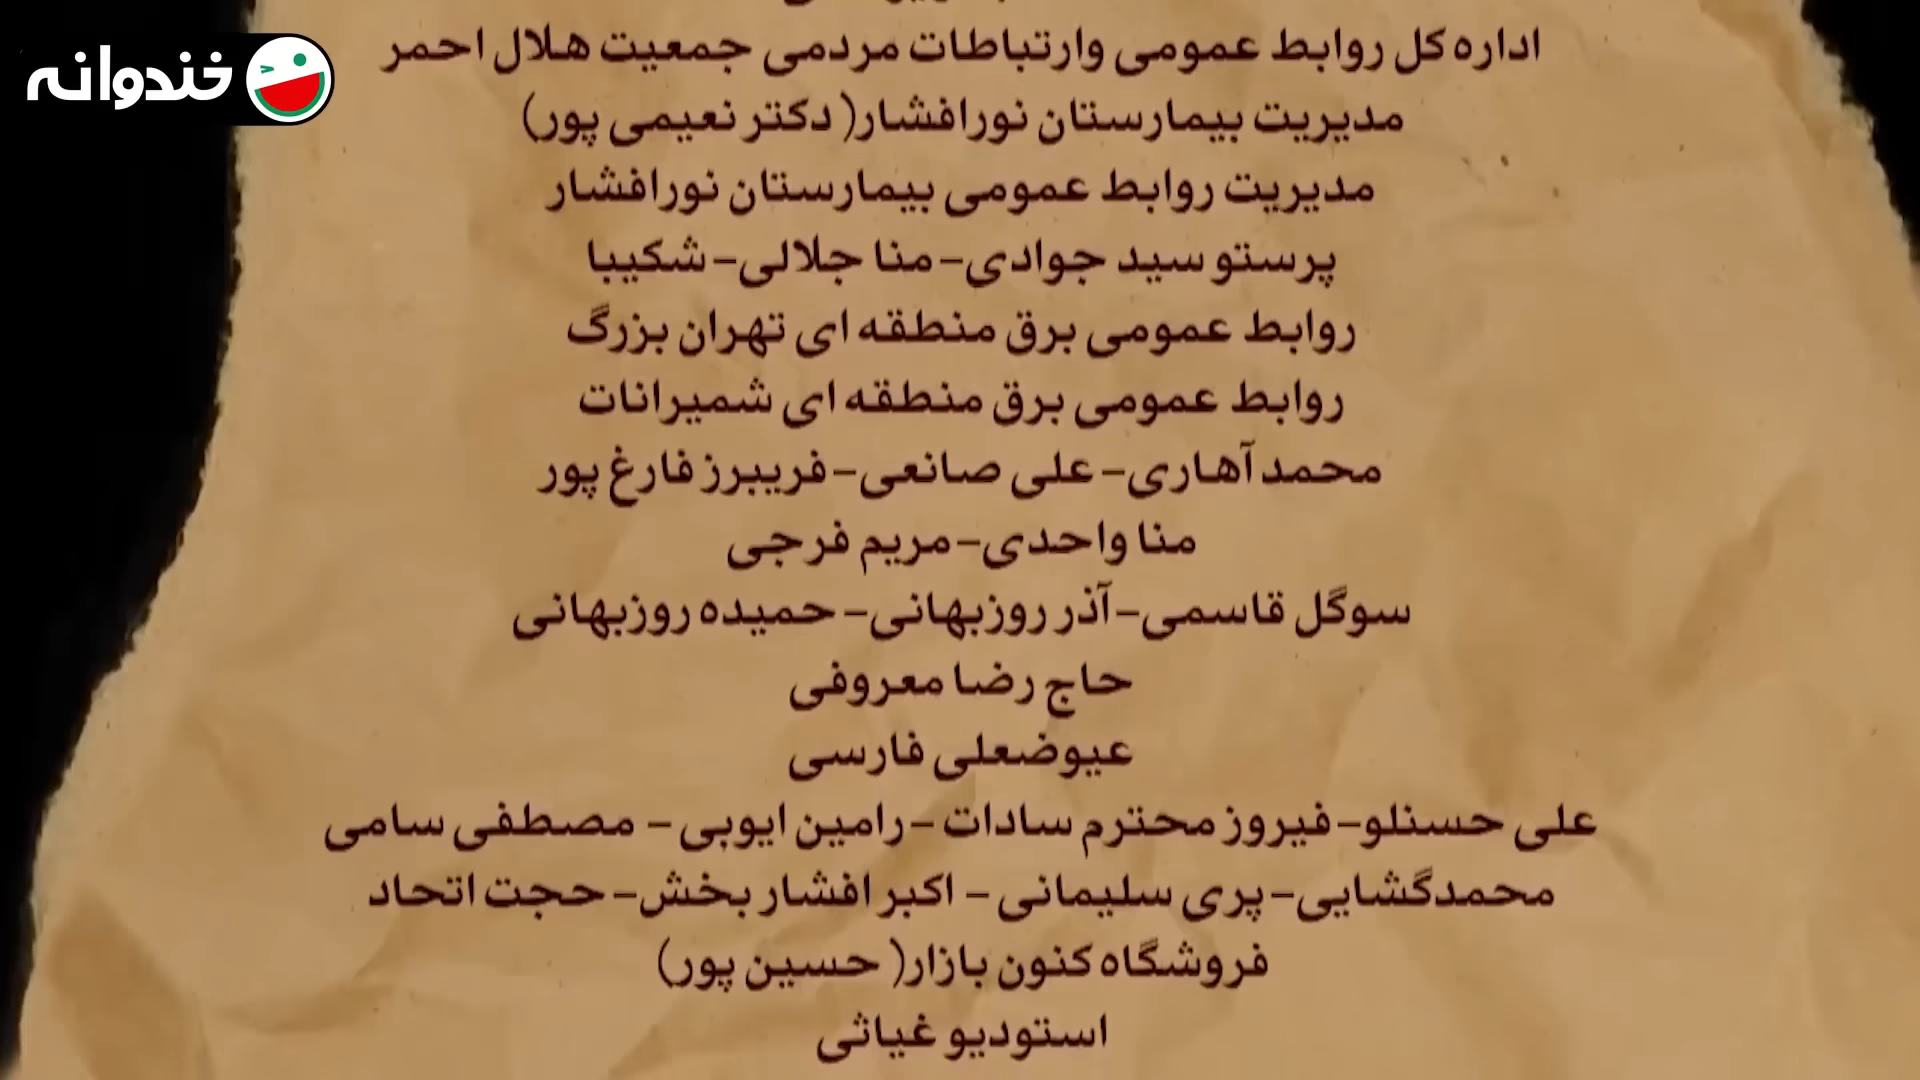 خندوانه
اداره کل روابط عمومی وارتباطات مردمی جمعیت هلال احمر
مدیریت بیمارستان نورافشار( دکتر نعیمی پور)
مدیریت روابط عمومی بیمارستان نورافشار
پرستو سید جوادی-منا جلالی-شکیبا
روابط عمومی برق منطقه ای تهران بزرگ
روابط عمومی برق منطقه ای شمیرانات
محمد آهاری- علی صانعی-فریبرز فارغ پور
منا واحدی-مریم فرجی
سوگل قاسمی-آذر روزبهانی- حمیده روزبهانی
حاج رضا معروفی
عیوضعلی فارسی
علی حسنلو-فیروز محترم سادات -رامین ایوبی - مصطفی سامی
محمدگشایی-پری سلیمانی - اکبر افشار بخش- حجت اتحاد
فروشگاه کنون بازار( حسین پور)
استودیو غیاثی